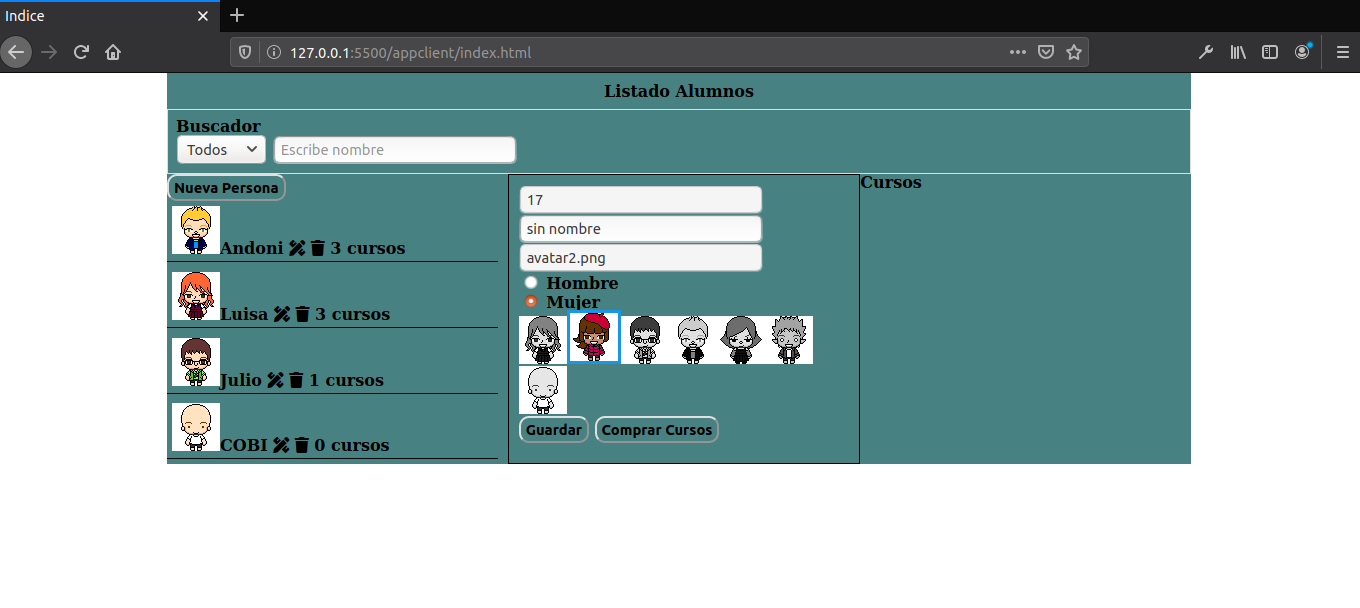 Indice
127.0.0.1:5500/appclient/index.html
Listado Alumnos
Buscador
Todos Escribe nombre
Nueva Persona
Andoni 3 cursos
Luisa 3 cursos
Julio 1 cursos
COBI 0 cursos
17
sin nombre
avatar2.png
Hombre
Mujer
Guardar Comprar Cursos
Cursos